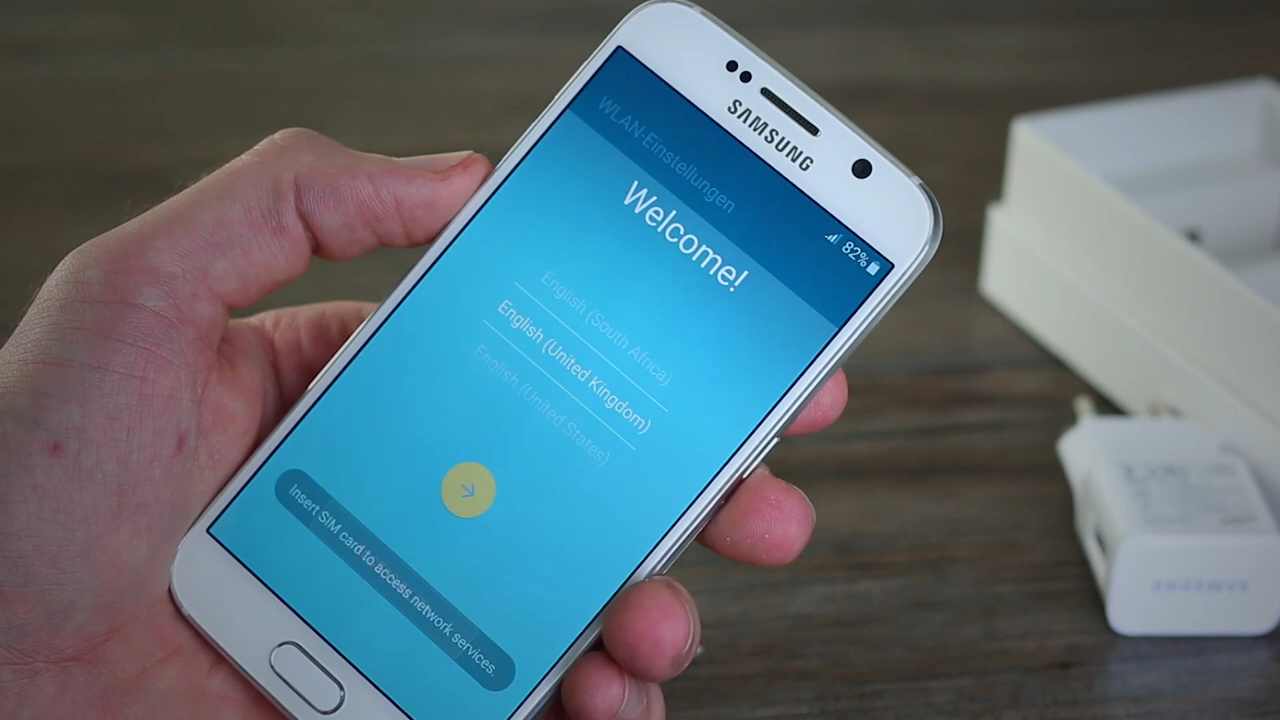 SAMSUNG
82%
WLAN-Einstellungen
Welcome!
English (South Africa)
English (United Kingdom)
English (United States)
Insert SIM card to access network services.